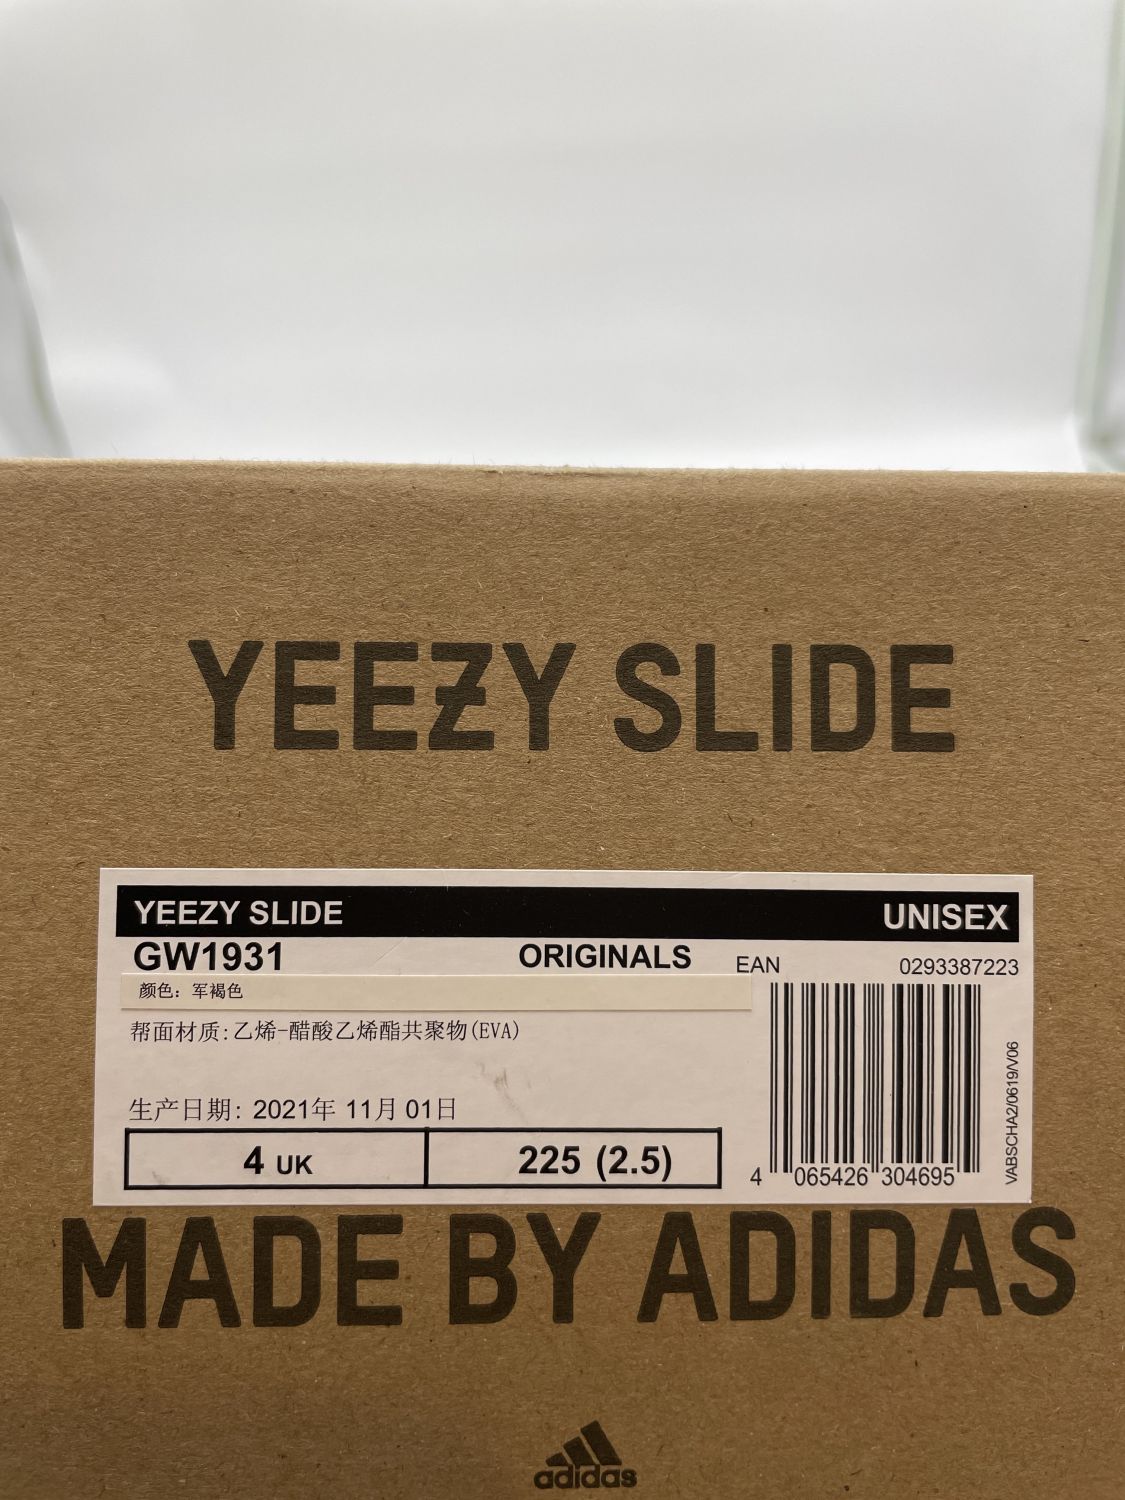 YEEZY SLIDE
YEEZY SLIDE UNISEX
GW1931 ORIGINALS EAN 0293387223
颜色：军褐色
帮面材质:乙烯-醋酸乙烯酯共聚物(EVA)
生产日期: 2021年 11月 01日
4 UK 225 (2.5)
4 065426 304695
VABSCHA2/0619/V06
MADE BY ADIDAS
adidas